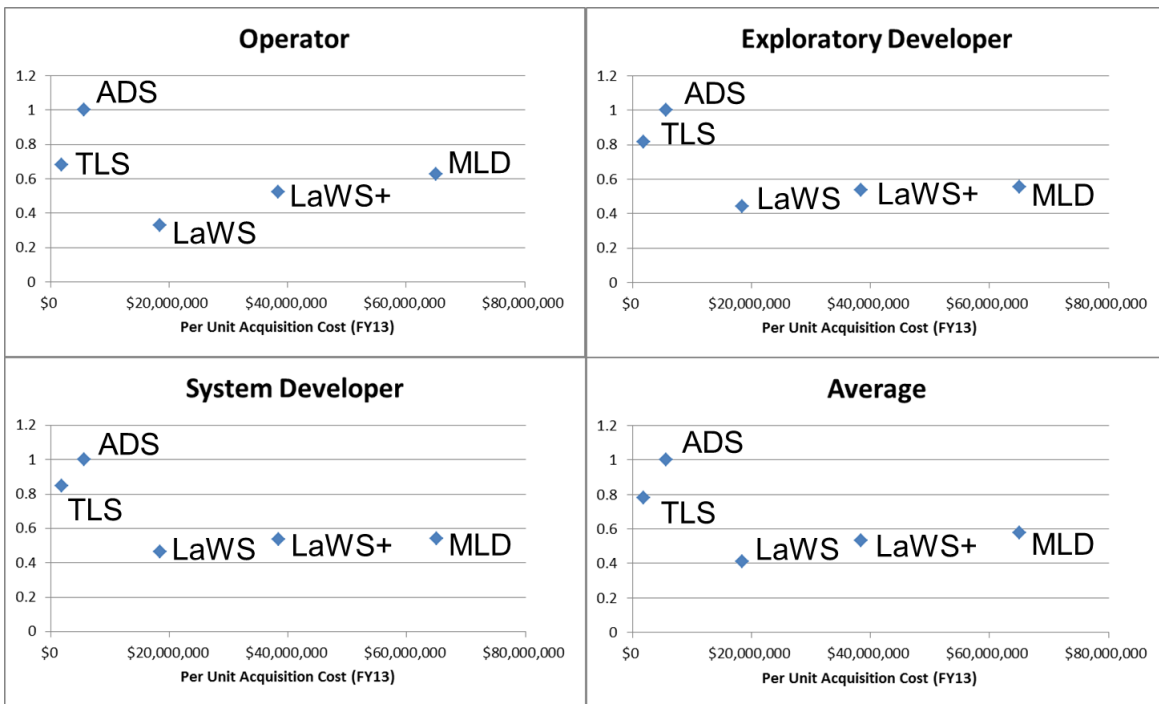 Operator
1.2
1
0.8
0.6
0.4
0.2
0
ADS
TLS
MLD
LaWS+
LaWS
$0 $20,000,000 $40,000,000 $60,000,000 $80,000,000
Per Unit Acquisition Cost (FY13)
Exploratory Developer
1.2
1
0.8
0.6
0.4
0.2
0
ADS
TLS
LaWS LaWS+ MLD
$0 $20,000,000 $40,000,000 $60,000,000 $80,000,000
Per Unit Acquisition Cost (FY13)
System Developer
1.2
1
0.8
0.6
0.4
0.2
0
ADS
TLS
LaWS LaWS+ MLD
$0 $20,000,000 $40,000,000 $60,000,000 $80,000,000
Per Unit Acquisition Cost (FY13)
Average
1.2
1
0.8
0.6
0.4
0.2
0
ADS
TLS
LaWS LaWS+ MLD
$0 $20,000,000 $40,000,000 $60,000,000 $80,000,000
Per Unit Acquisition Cost (FY13)